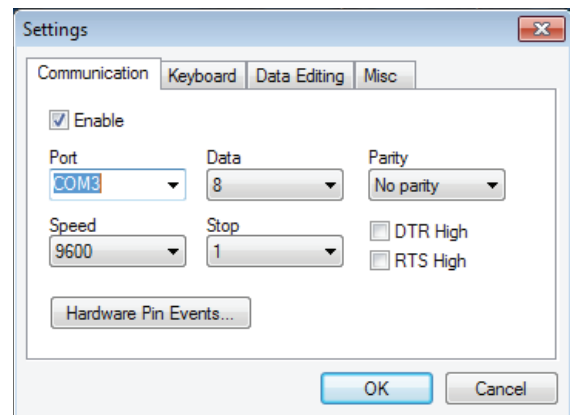 Settings
Communication Keyboard Data Editing Misc
Enable
Port Data Parity
COM3 8 No parity
Speed Stop DTR High
9600 1 RTS High
Hardware Pin Events...
OK Cancel